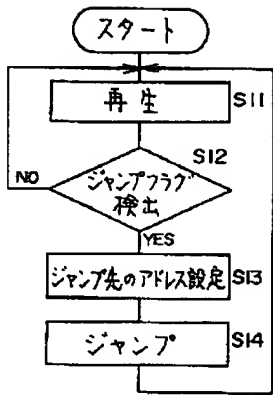 スタート
再生
S11
S12
ジャンプフラグ
検出
NO
YES
ジャンプ先のアドレス設定
S13
ジャンプ
S14